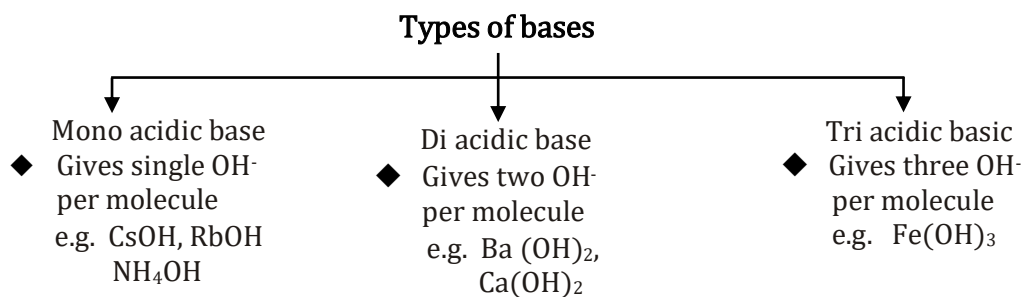 Types of bases
Mono acidic base
◆ Gives single OH-
per molecule
e.g. CsOH, RbOH
NH₄OH
Di acidic base
◆ Gives two OH-
per molecule
e.g. Ba (OH)₂,
Ca(OH)₂
Tri acidic basic
◆ Gives three OH-
per molecule
e.g. Fe(OH)₃